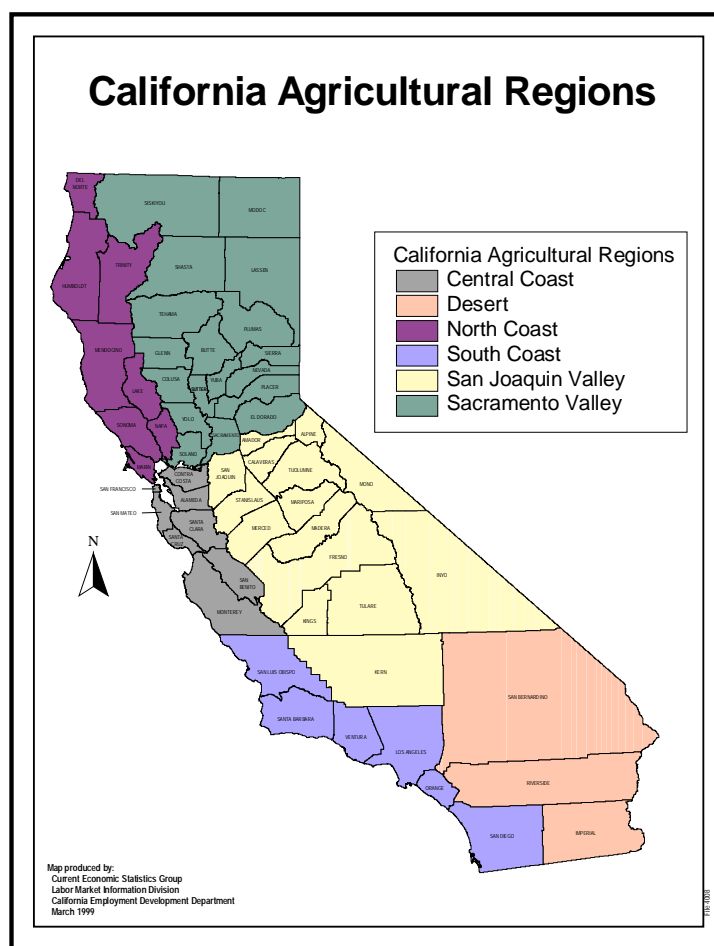 California Agricultural Regions
DEL
NORTE
SISKIYOU
MODOC
TRINITY
HUMBOLDT
SHASTA
LASSEN
California Agricultural Regions
Central Coast
Desert
North Coast
South Coast
San Joaquin Valley
Sacramento Valley
TEHAMA
PLUMAS
MENDOCINO
GLENN
BUTTE
SIERRA
NEVADA
COLUSA
YUBA
SUTTER
PLACER
LAKE
EL DORADO
YOLO
SONOMA
NAPA
SACRAMENTO
AMADOR
ALPINE
SOLANO
MARIN
CALAVERAS
TUOLUMNE
SAN
JOAQUIN
CONTRA
COSTA
MONO
SAN FRANCISCO
ALAMEDA
STANISLAUS
MARIPOSA
SAN MATEO
SANTA
CLARA
MERCED
MADERA
SANTA
CRUZ
FRESNO
N
SAN
BENITO
INYO
MONTEREY
TULARE
KINGS
SAN LUIS OBISPO
KERN
SAN BERNARDINO
SANTA BARBARA
VENTURA
LOS ANGELES
RIVERSIDE
ORANGE
SAN DIEGO
IMPERIAL
Map produced by:
Current Economic Statistics Group
Labor Market Information Division
California Employment Development Department
March 1999
File 4008